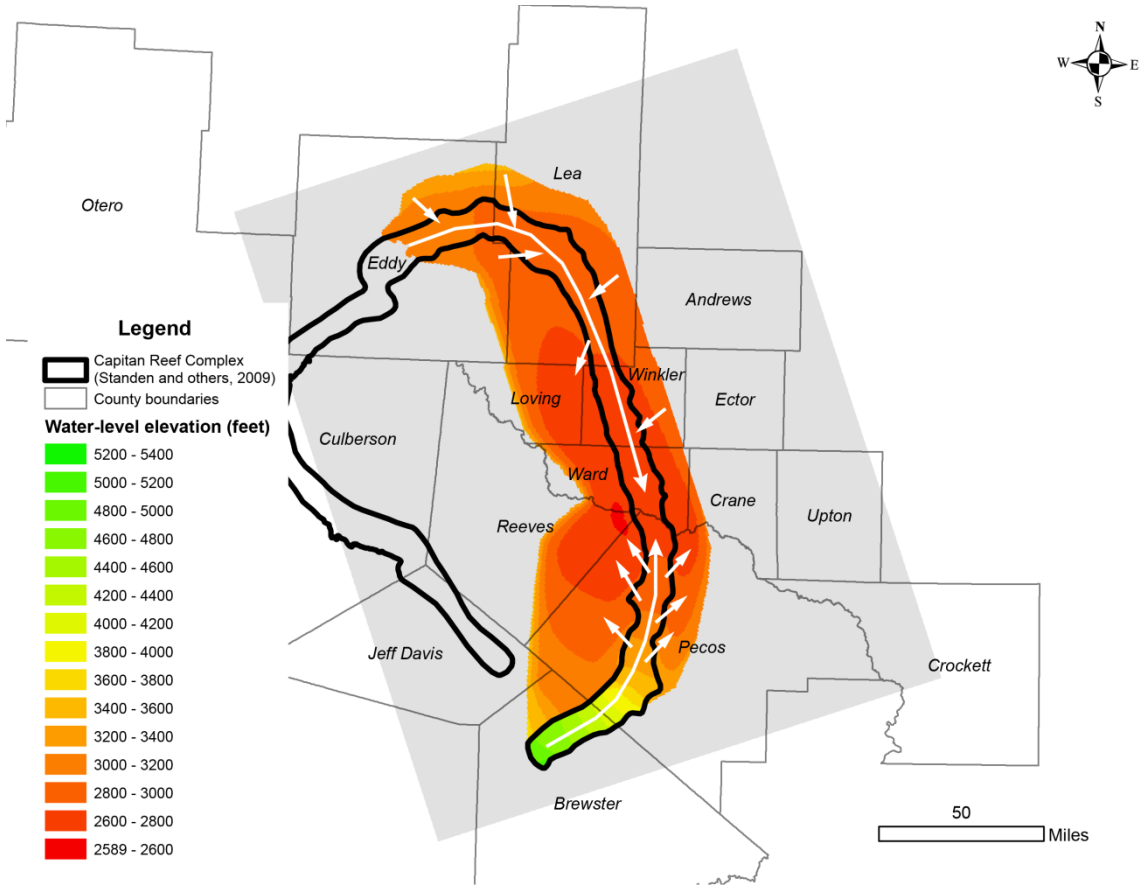 N
W E
S
Lea
Otero
Eddy
Andrews
Legend
Capitan Reef Complex
(Standen and others, 2009)
County boundaries
Winkler
Loving
Ector
Culberson
Water-level elevation (feet)
5200 - 5400
5000 - 5200
4800 - 5000
4600 - 4800
4400 - 4600
4200 - 4400
4000 - 4200
3800 - 4000
3600 - 3800
3400 - 3600
3200 - 3400
3000 - 3200
2800 - 3000
2600 - 2800
2589 - 2600
Ward
Crane
Upton
Reeves
Jeff Davis
Pecos
Crockett
Brewster
50
Miles